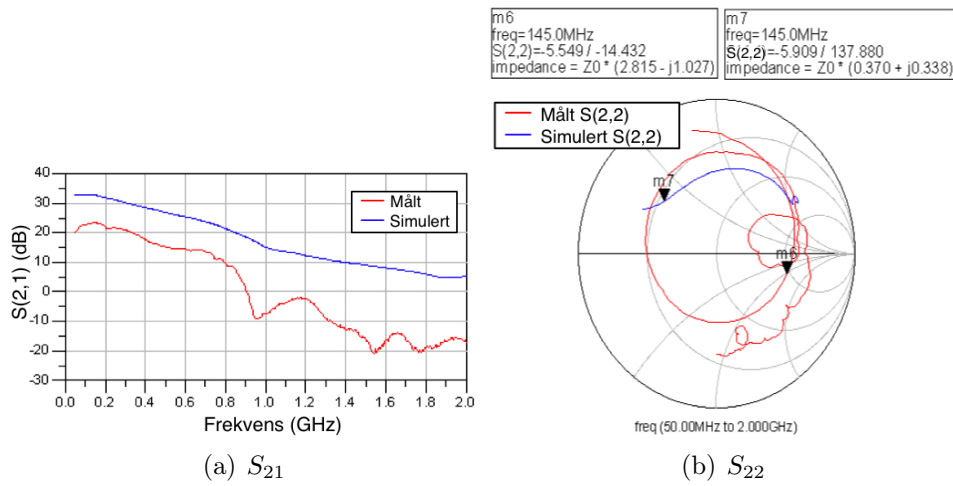 m6
freq=145.0MHz
S(2,2)=-5.549 / -14.432
impedance = Z0 * (2.815 - j1.027)
m7
freq=145.0MHz
S(2,2)=-5.909 / 137.880
impedance = Z0 * (0.370 + j0.338)
S(2,1) (dB)
40
30
20
10
0
-10
-20
-30
Målt
Simulert
0.0 0.2 0.4 0.6 0.8 1.0 1.2 1.4 1.6 1.8 2.0
Frekvens (GHz)
(a) S21
Målt S(2,2)
Simulert S(2,2)
m7
m6
freq (50.00MHz to 2.000GHz)
(b) S22